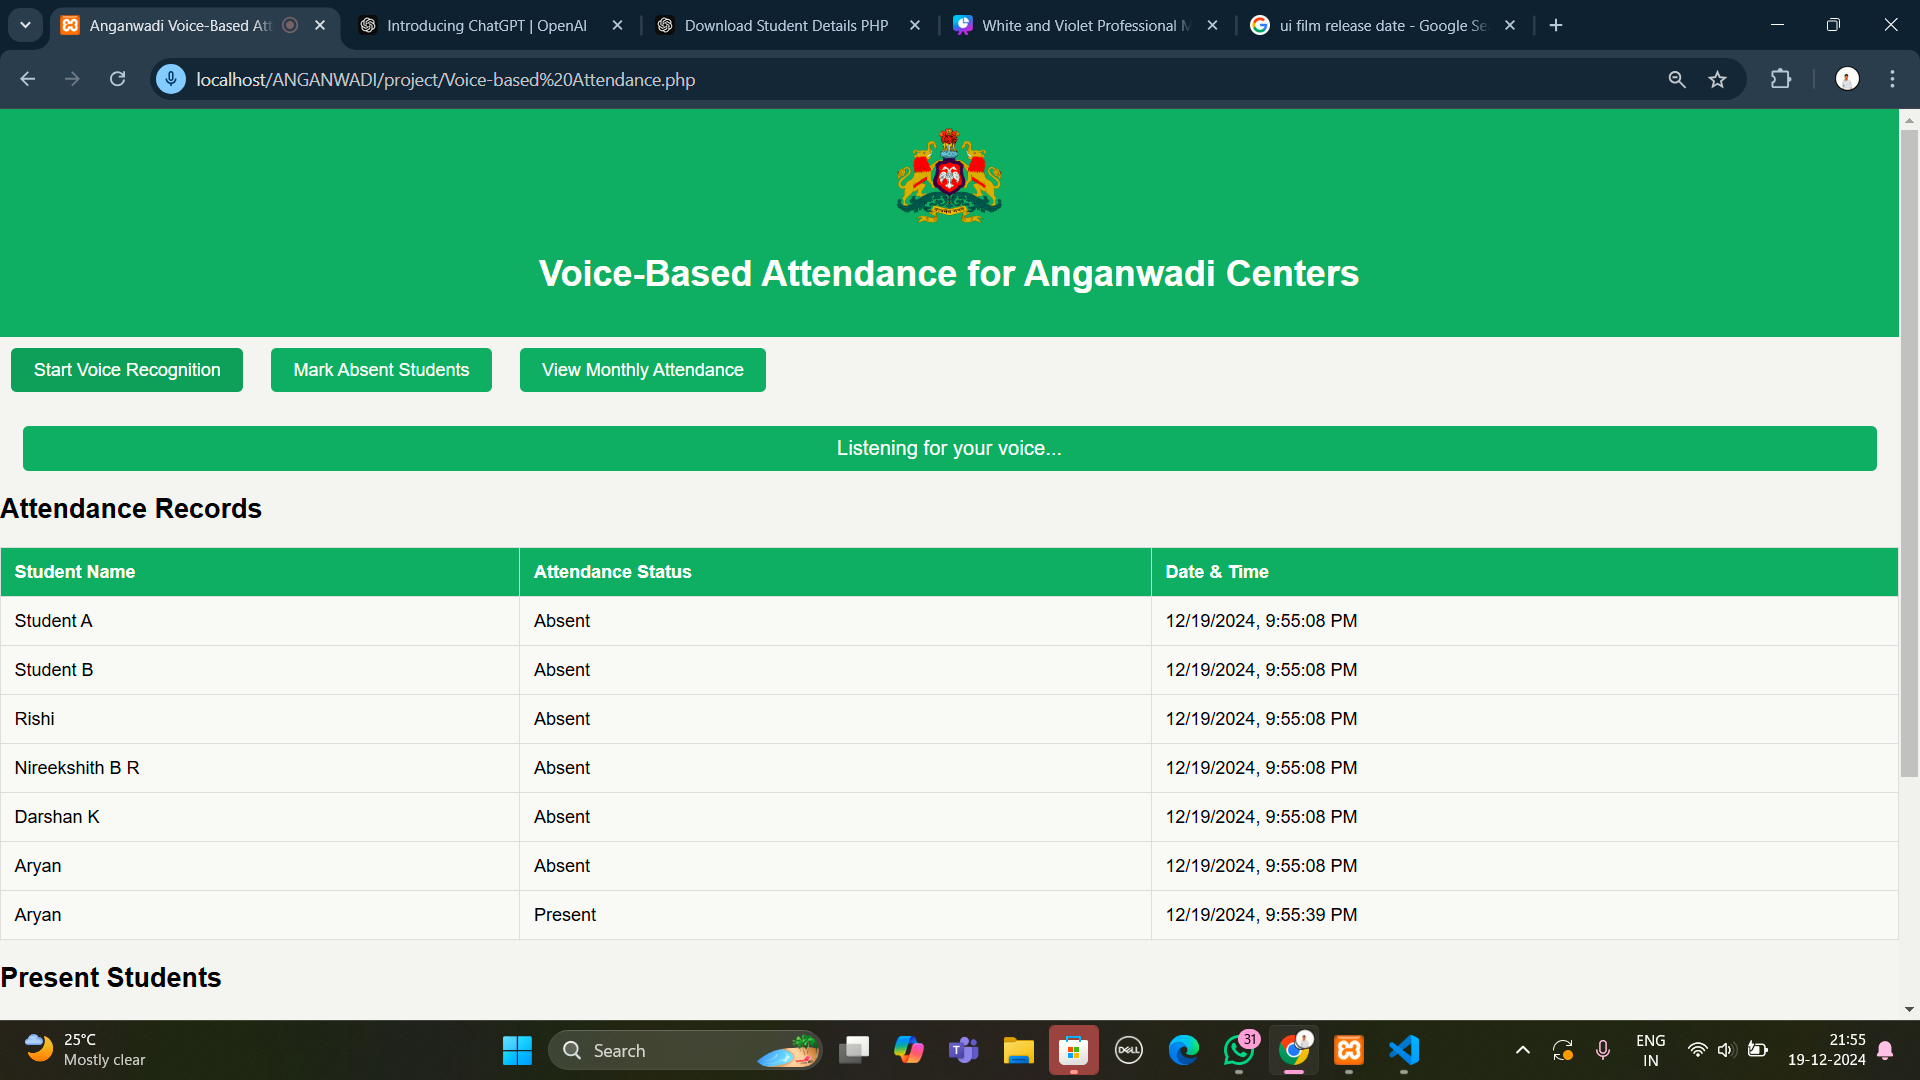 Anganwadi Voice-Based Att
Introducing ChatGPT | OpenAI
Download Student Details PHP
White and Violet Professional M
ui film release date - Google Se
localhost/ANGANWADI/project/Voice-based%20Attendance.php
Voice-Based Attendance for Anganwadi Centers
Start Voice Recognition
Mark Absent Students
View Monthly Attendance
Listening for your voice...
Attendance Records
Student Name Attendance Status Date & Time
Student A Absent 12/19/2024, 9:55:08 PM
Student B Absent 12/19/2024, 9:55:08 PM
Rishi Absent 12/19/2024, 9:55:08 PM
Nireekshith B R Absent 12/19/2024, 9:55:08 PM
Darshan K Absent 12/19/2024, 9:55:08 PM
Aryan Absent 12/19/2024, 9:55:08 PM
Aryan Present 12/19/2024, 9:55:39 PM
Present Students
25°C
Mostly clear
Search
DELL
31
ENG
IN
21:55
19-12-2024